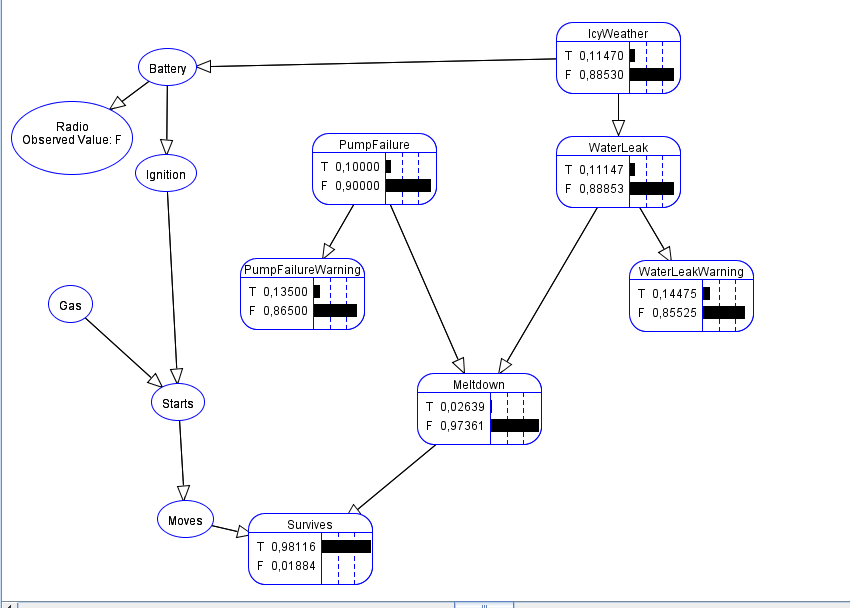 IcyWeather
T 0,11470
F 0,88530
Battery
Radio
Observed Value: F
Ignition
PumpFailure
T 0,10000
F 0,90000
WaterLeak
T 0,11147
F 0,88853
PumpFailureWarning
T 0,13500
F 0,86500
WaterLeakWarning
T 0,14475
F 0,85525
Gas
Starts
Meltdown
T 0,02639
F 0,97361
Moves
Survives
T 0,98116
F 0,01884